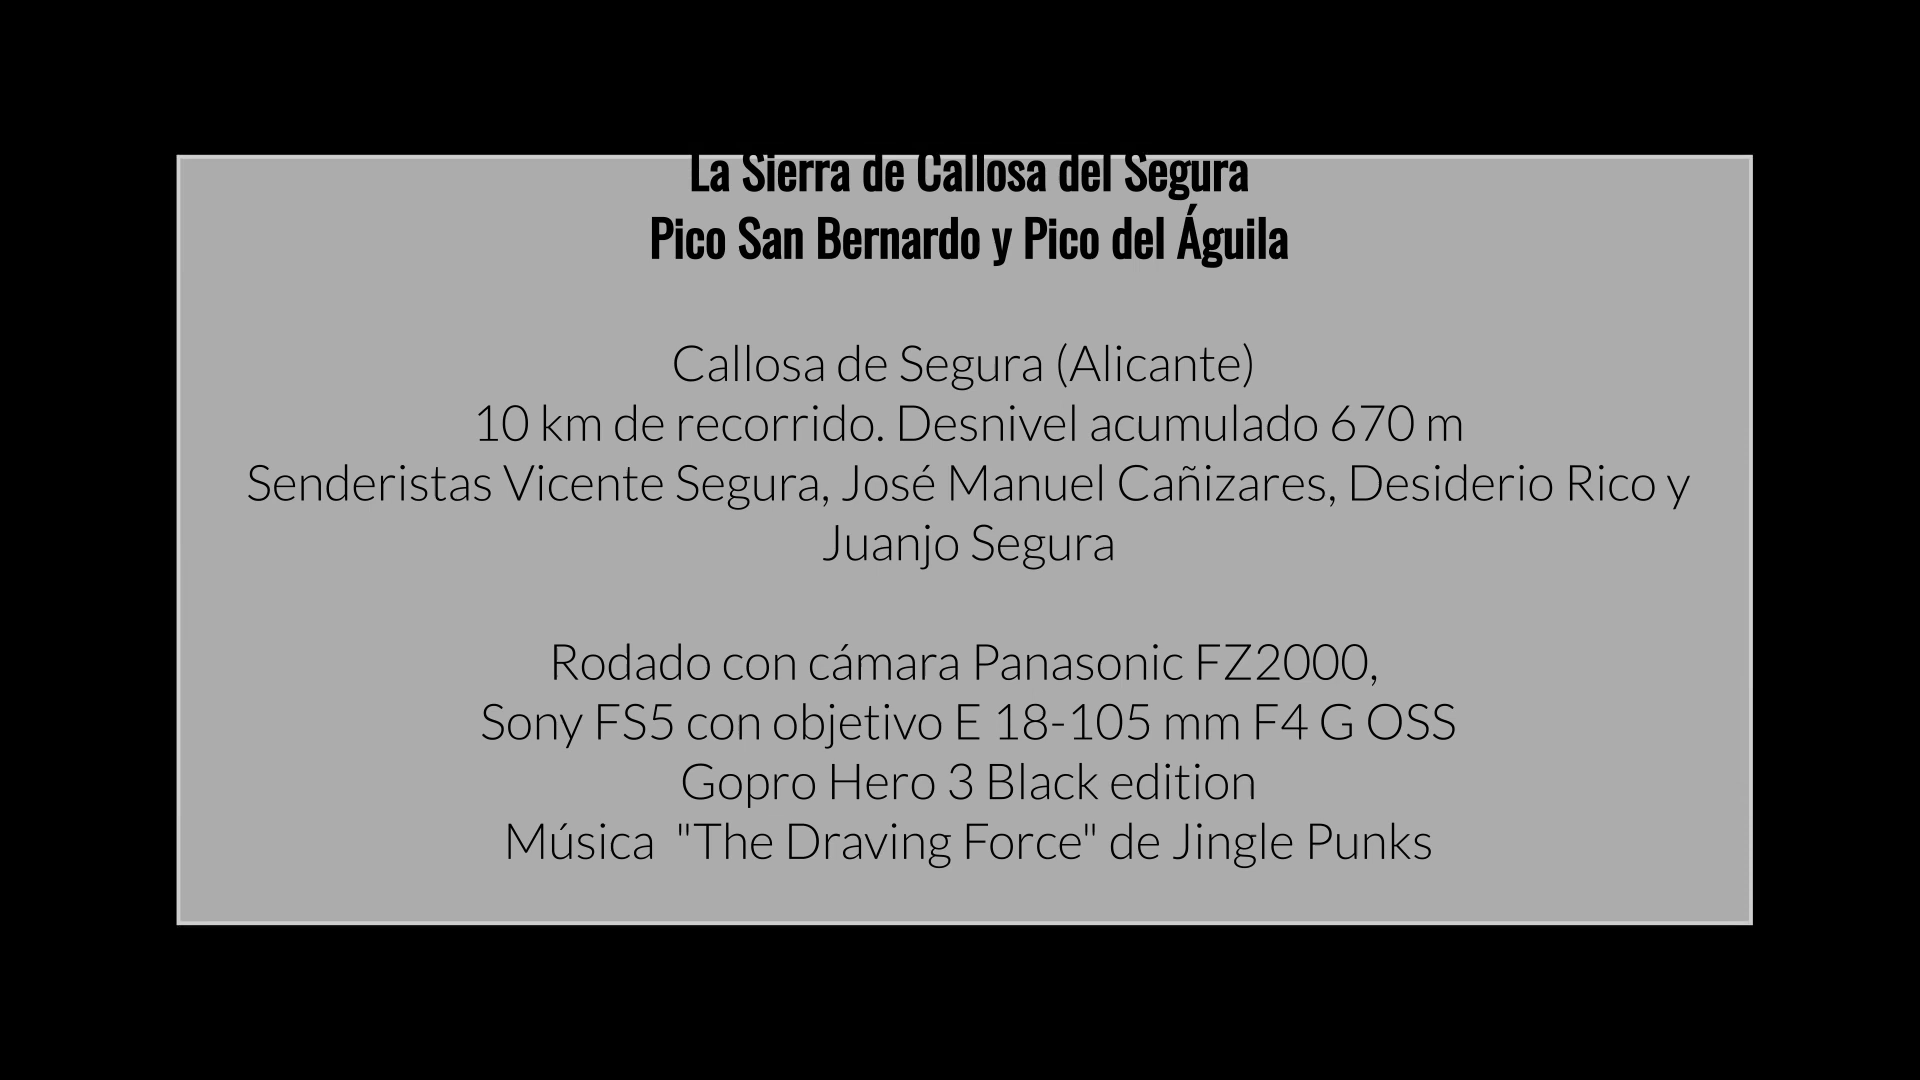 La Sierra de Callosa del Segura
Pico San Bernardo y Pico del Águila
Callosa de Segura (Alicante)
10 km de recorrido. Desnivel acumulado 670 m
Senderistas Vicente Segura, José Manuel Cañizares, Desiderio Rico y
Juanjo Segura
Rodado con cámara Panasonic FZ2000,
Sony FS5 con objetivo E 18-105 mm F4 G OSS
Gopro Hero 3 Black edition
Música  "The Draving Force" de Jingle Punks